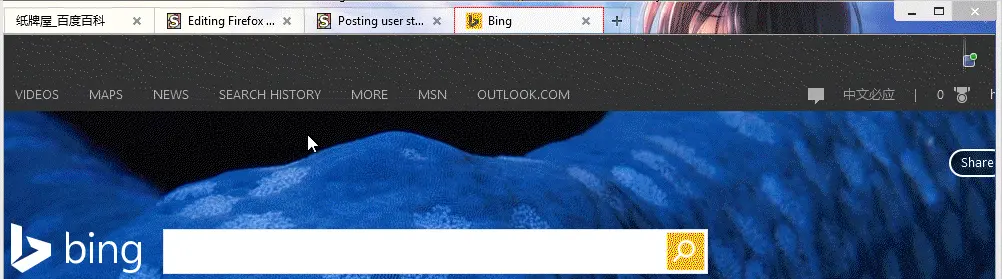 纸牌屋_百度百科 Editing Firefox ... Posting user st... Bing
VIDEOS MAPS NEWS SEARCH HISTORY MORE MSN OUTLOOK.COM 中文必应 | 0 h
Share
bing